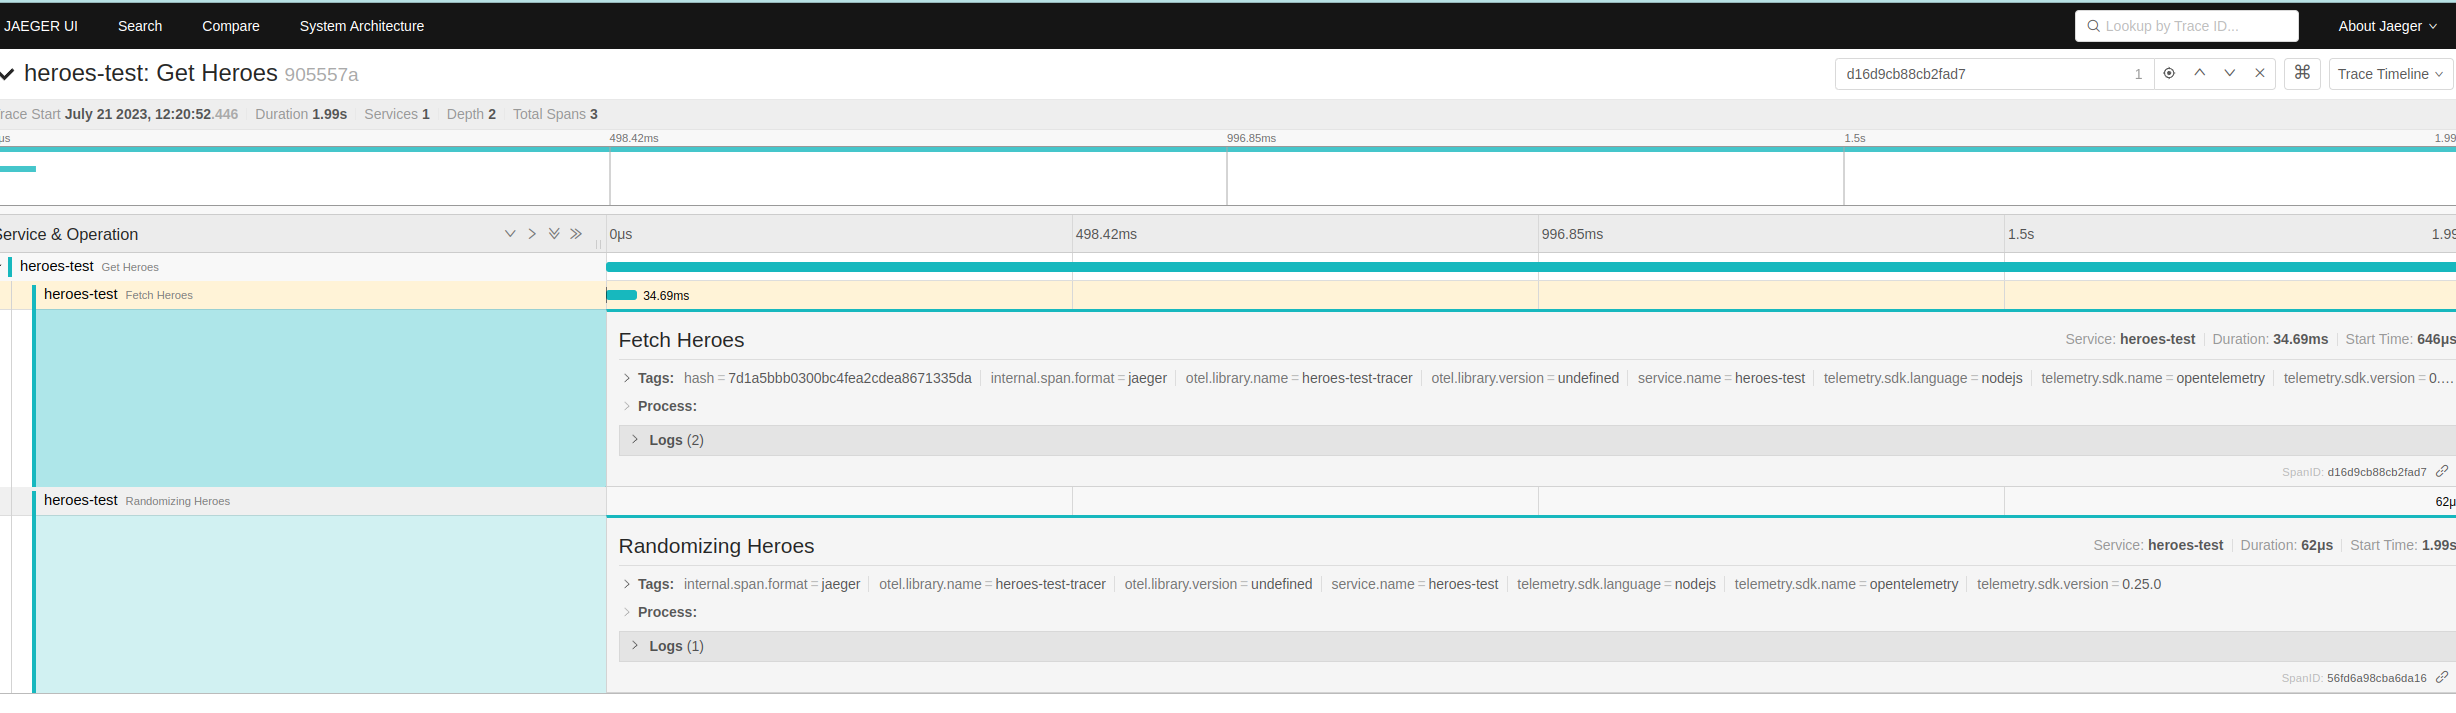 JAEGER UI Search Compare System Architecture Lookup by Trace ID... About Jaeger
heroes-test: Get Heroes 905557a d16d9cb88cb2fad7 1 ⌘ Trace Timeline
race Start July 21 2023, 12:20:52.446 Duration 1.99s Services 1 Depth 2 Total Spans 3
μs 498.42ms 996.85ms 1.5s 1.99
Service & Operation 0μs 498.42ms 996.85ms 1.5s 1.99
heroes-test Get Heroes
heroes-test Fetch Heroes 34.69ms
Fetch Heroes Service: heroes-test Duration: 34.69ms Start Time: 646μs
Tags: hash = 7d1a5bbb0300bc4fea2cdea8671335da internal.span.format = jaeger otel.library.name = heroes-test-tracer otel.library.version = undefined service.name = heroes-test telemetry.sdk.language = nodejs telemetry.sdk.name = opentelemetry telemetry.sdk.version = 0....
Process:
Logs (2)
SpanID: d16d9cb88cb2fad7
heroes-test Randomizing Heroes 62μ
Randomizing Heroes Service: heroes-test Duration: 62μs Start Time: 1.99s
Tags: internal.span.format = jaeger otel.library.name = heroes-test-tracer otel.library.version = undefined service.name = heroes-test telemetry.sdk.language = nodejs telemetry.sdk.name = opentelemetry telemetry.sdk.version = 0.25.0
Process:
Logs (1)
SpanID: 56fd6a98cba6da16